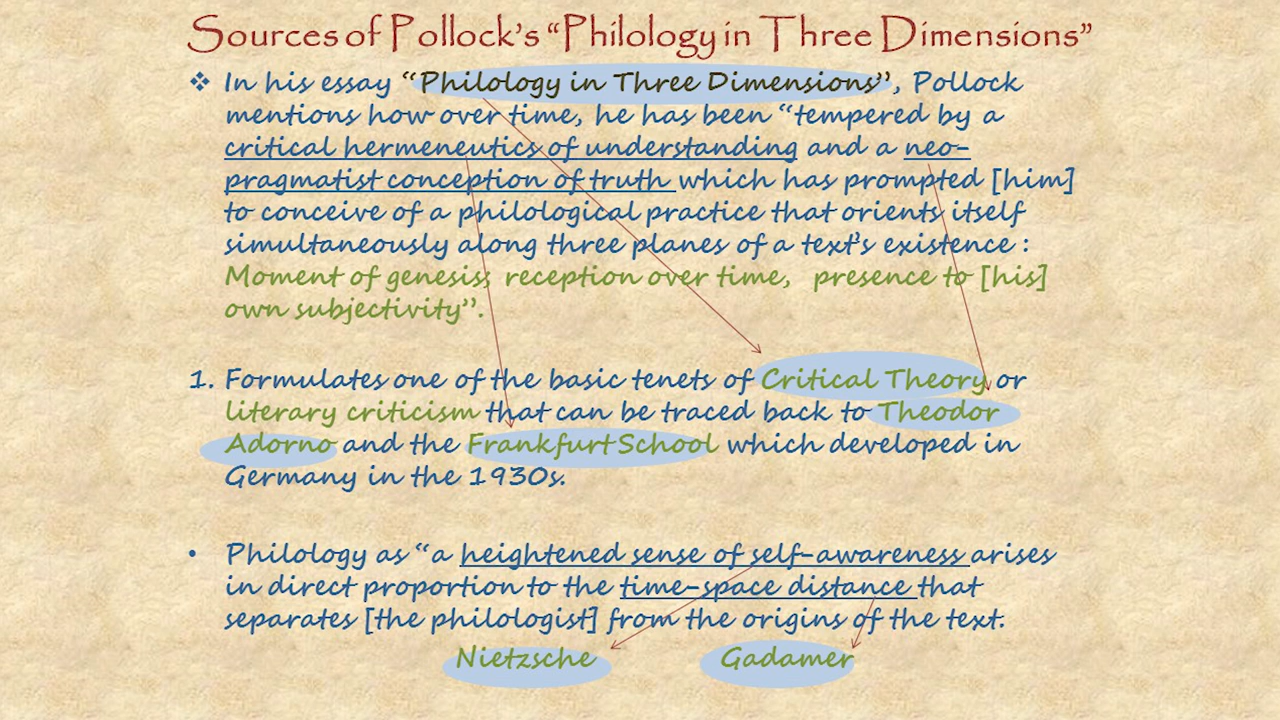 Sources of Pollock's “Philology in Three Dimensions”
❖ In his essay “Philology in Three Dimensions”, Pollock
mentions how over time, he has been “tempered by a
critical hermeneutics of understanding and a neo-
pragmatist conception of truth which has prompted [him]
to conceive of a philological practice that orients itself
simultaneously along three planes of a text's existence :
Moment of genesis; reception over time, presence to [his]
own subjectivity”.
1. Formulates one of the basic tenets of Critical Theory or
literary criticism that can be traced back to Theodor
Adorno and the Frankfurt School which developed in
Germany in the 1930s.
• Philology as “a heightened sense of self-awareness arises
in direct proportion to the time-space distance that
separates [the philologist] from the origins of the text.
Nietzsche Gadamer